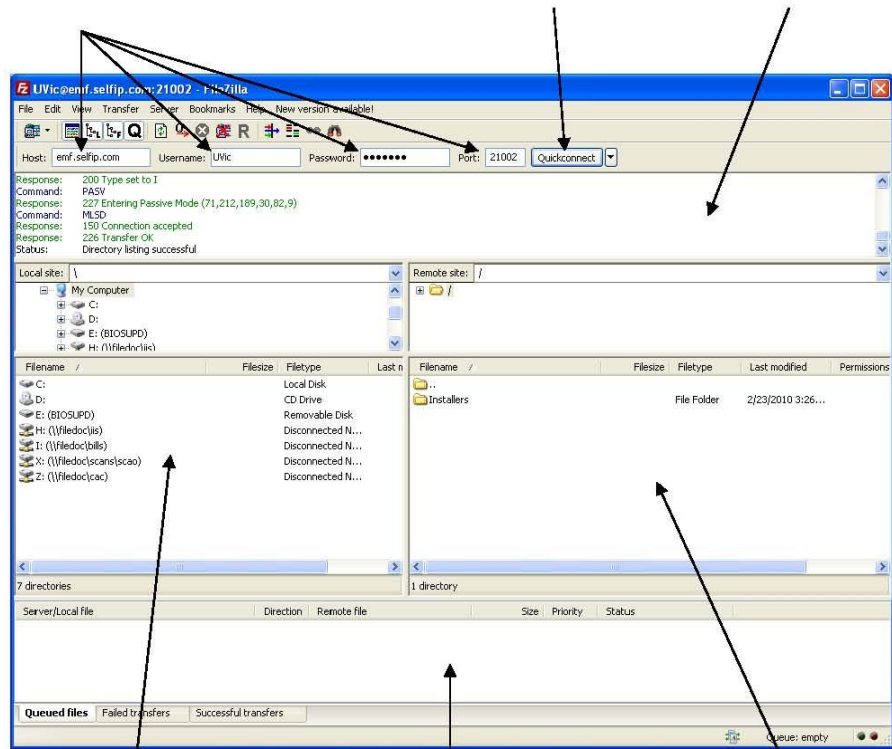 UVic@emf.selfip.com:21002 - FileZilla
File Edit View Transfer Server Bookmarks Help New version available!
Host: emf.selfip.com Username: UVic Password: ●●●●●●● Port: 21002 Quickconnect
Response: 200 Type set to I
Command: PASV
Response: 227 Entering Passive Mode (71,212,189,30,82,9)
Command: MLSD
Response: 150 Connection accepted
Response: 226 Transfer OK
Status: Directory listing successful
Local site: \
My Computer
C:
D:
E: (BIOSUPD)
H: (\\filedoc\iis)
Remote site: /
/
Filename / Filesize Filetype Last n
C: Local Disk
D: CD Drive
E: (BIOSUPD) Removable Disk
H: (\\filedoc\iis) Disconnected N...
I: (\\filedoc\bills) Disconnected N...
X: (\\filedoc\scans\scao) Disconnected N...
Z: (\\filedoc\cac) Disconnected N...
7 directories
Filename / Filesize Filetype Last modified Permissions
..
Installers File Folder 2/23/2010 3:26...
1 directory
Server/Local file Direction Remote file Size Priority Status
Queued files Failed transfers Successful transfers
Queue: empty